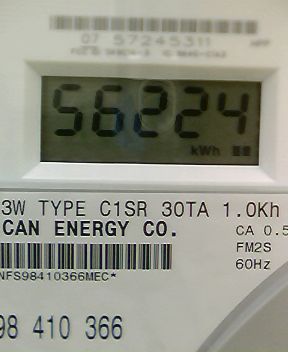 07 57245311
56224
kWh
3W TYPE C1SR 30TA 1.0Kh
CAN ENERGY CO.
CA 0.5
FM2S
60Hz
NFS98410366MEC*
98 410 366